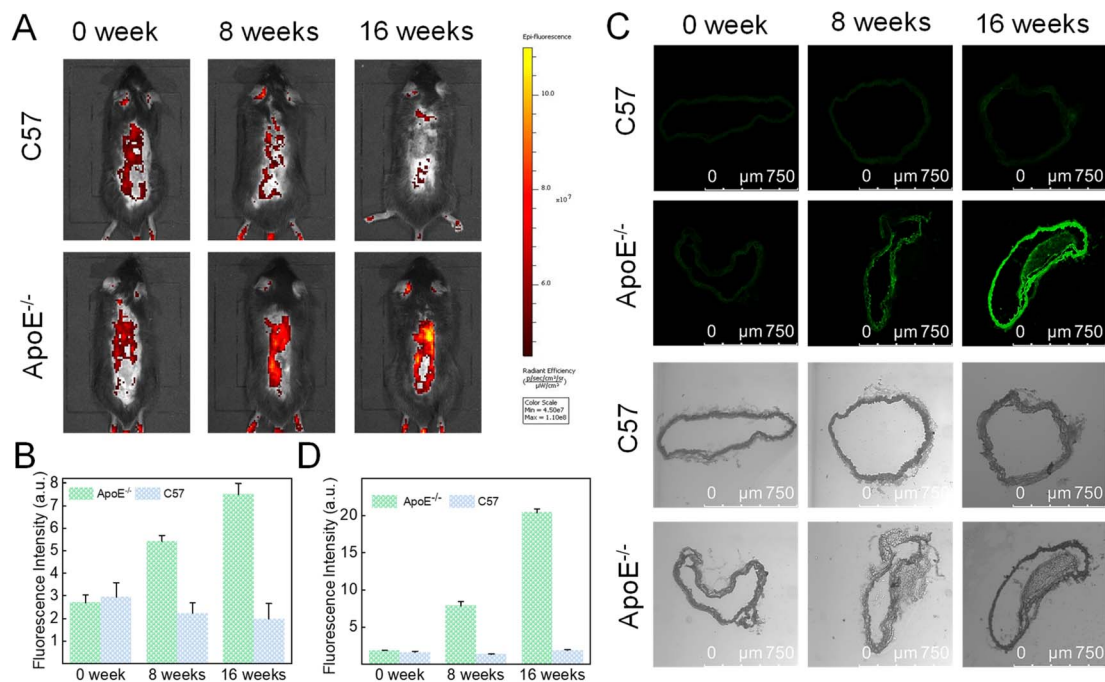 A
0 week
8 weeks
16 weeks
C57
ApoE-/-
Epi-fluorescence
10.0
8.0
x10⁷
6.0
Radiant Efficiency
(p/sec/cm²/sr / µW/cm²)
Color Scale
Min = 4.50e7
Max = 1.10e8
B
Fluorescence Intensity (a.u.)
8
7
6
5
4
3
2
1
ApoE-/-
C57
0 week
8 weeks
16 weeks
D
Fluorescence Intensity (a.u.)
20
15
10
5
ApoE-/-
C57
0 week
8 weeks
16 weeks
C
0 week
8 weeks
16 weeks
C57
0 µm 750
0 µm 750
0 µm 750
ApoE-/-
0 µm 750
0 µm 750
0 µm 750
C57
0 µm 750
0 µm 750
0 µm 750
ApoE-/-
0 µm 750
0 µm 750
0 µm 750